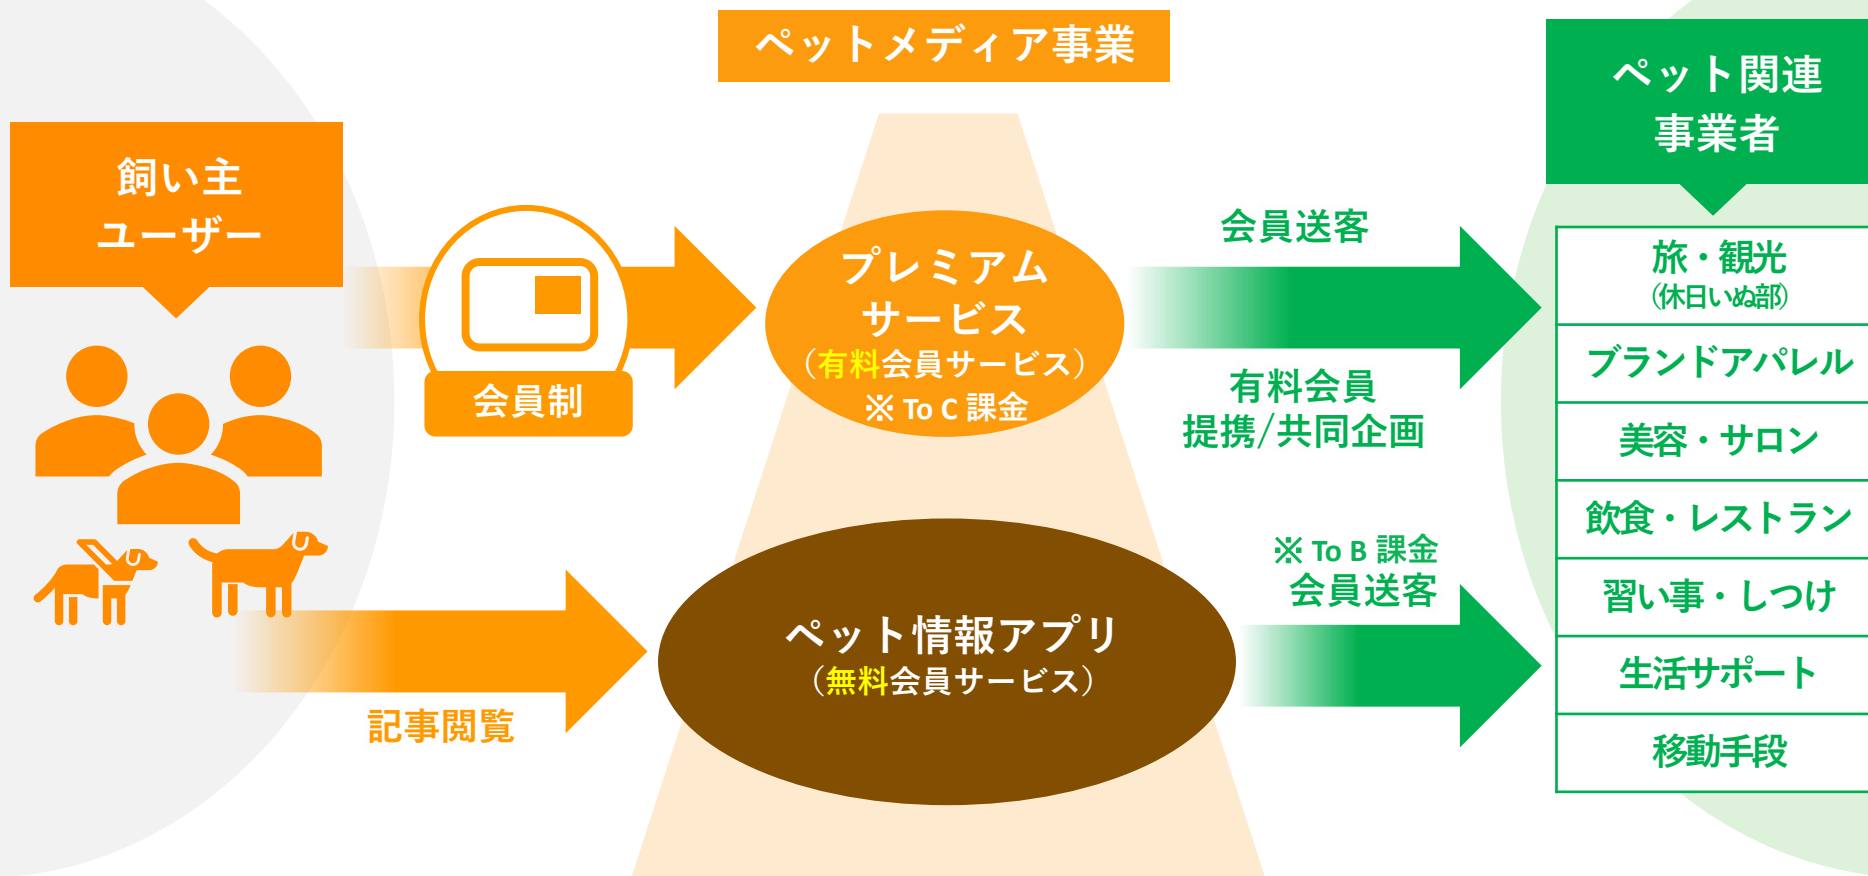 ペットメディア事業
飼い主
ユーザー
会員制
記事閲覧
プレミアム
サービス
（有料会員サービス）
※ To C 課金
ペット情報アプリ
（無料会員サービス）
会員送客
有料会員
提携/共同企画
※ To B 課金
会員送客
ペット関連
事業者
旅・観光
（休日いぬ部）
ブランドアパレル
美容・サロン
飲食・レストラン
習い事・しつけ
生活サポート
移動手段